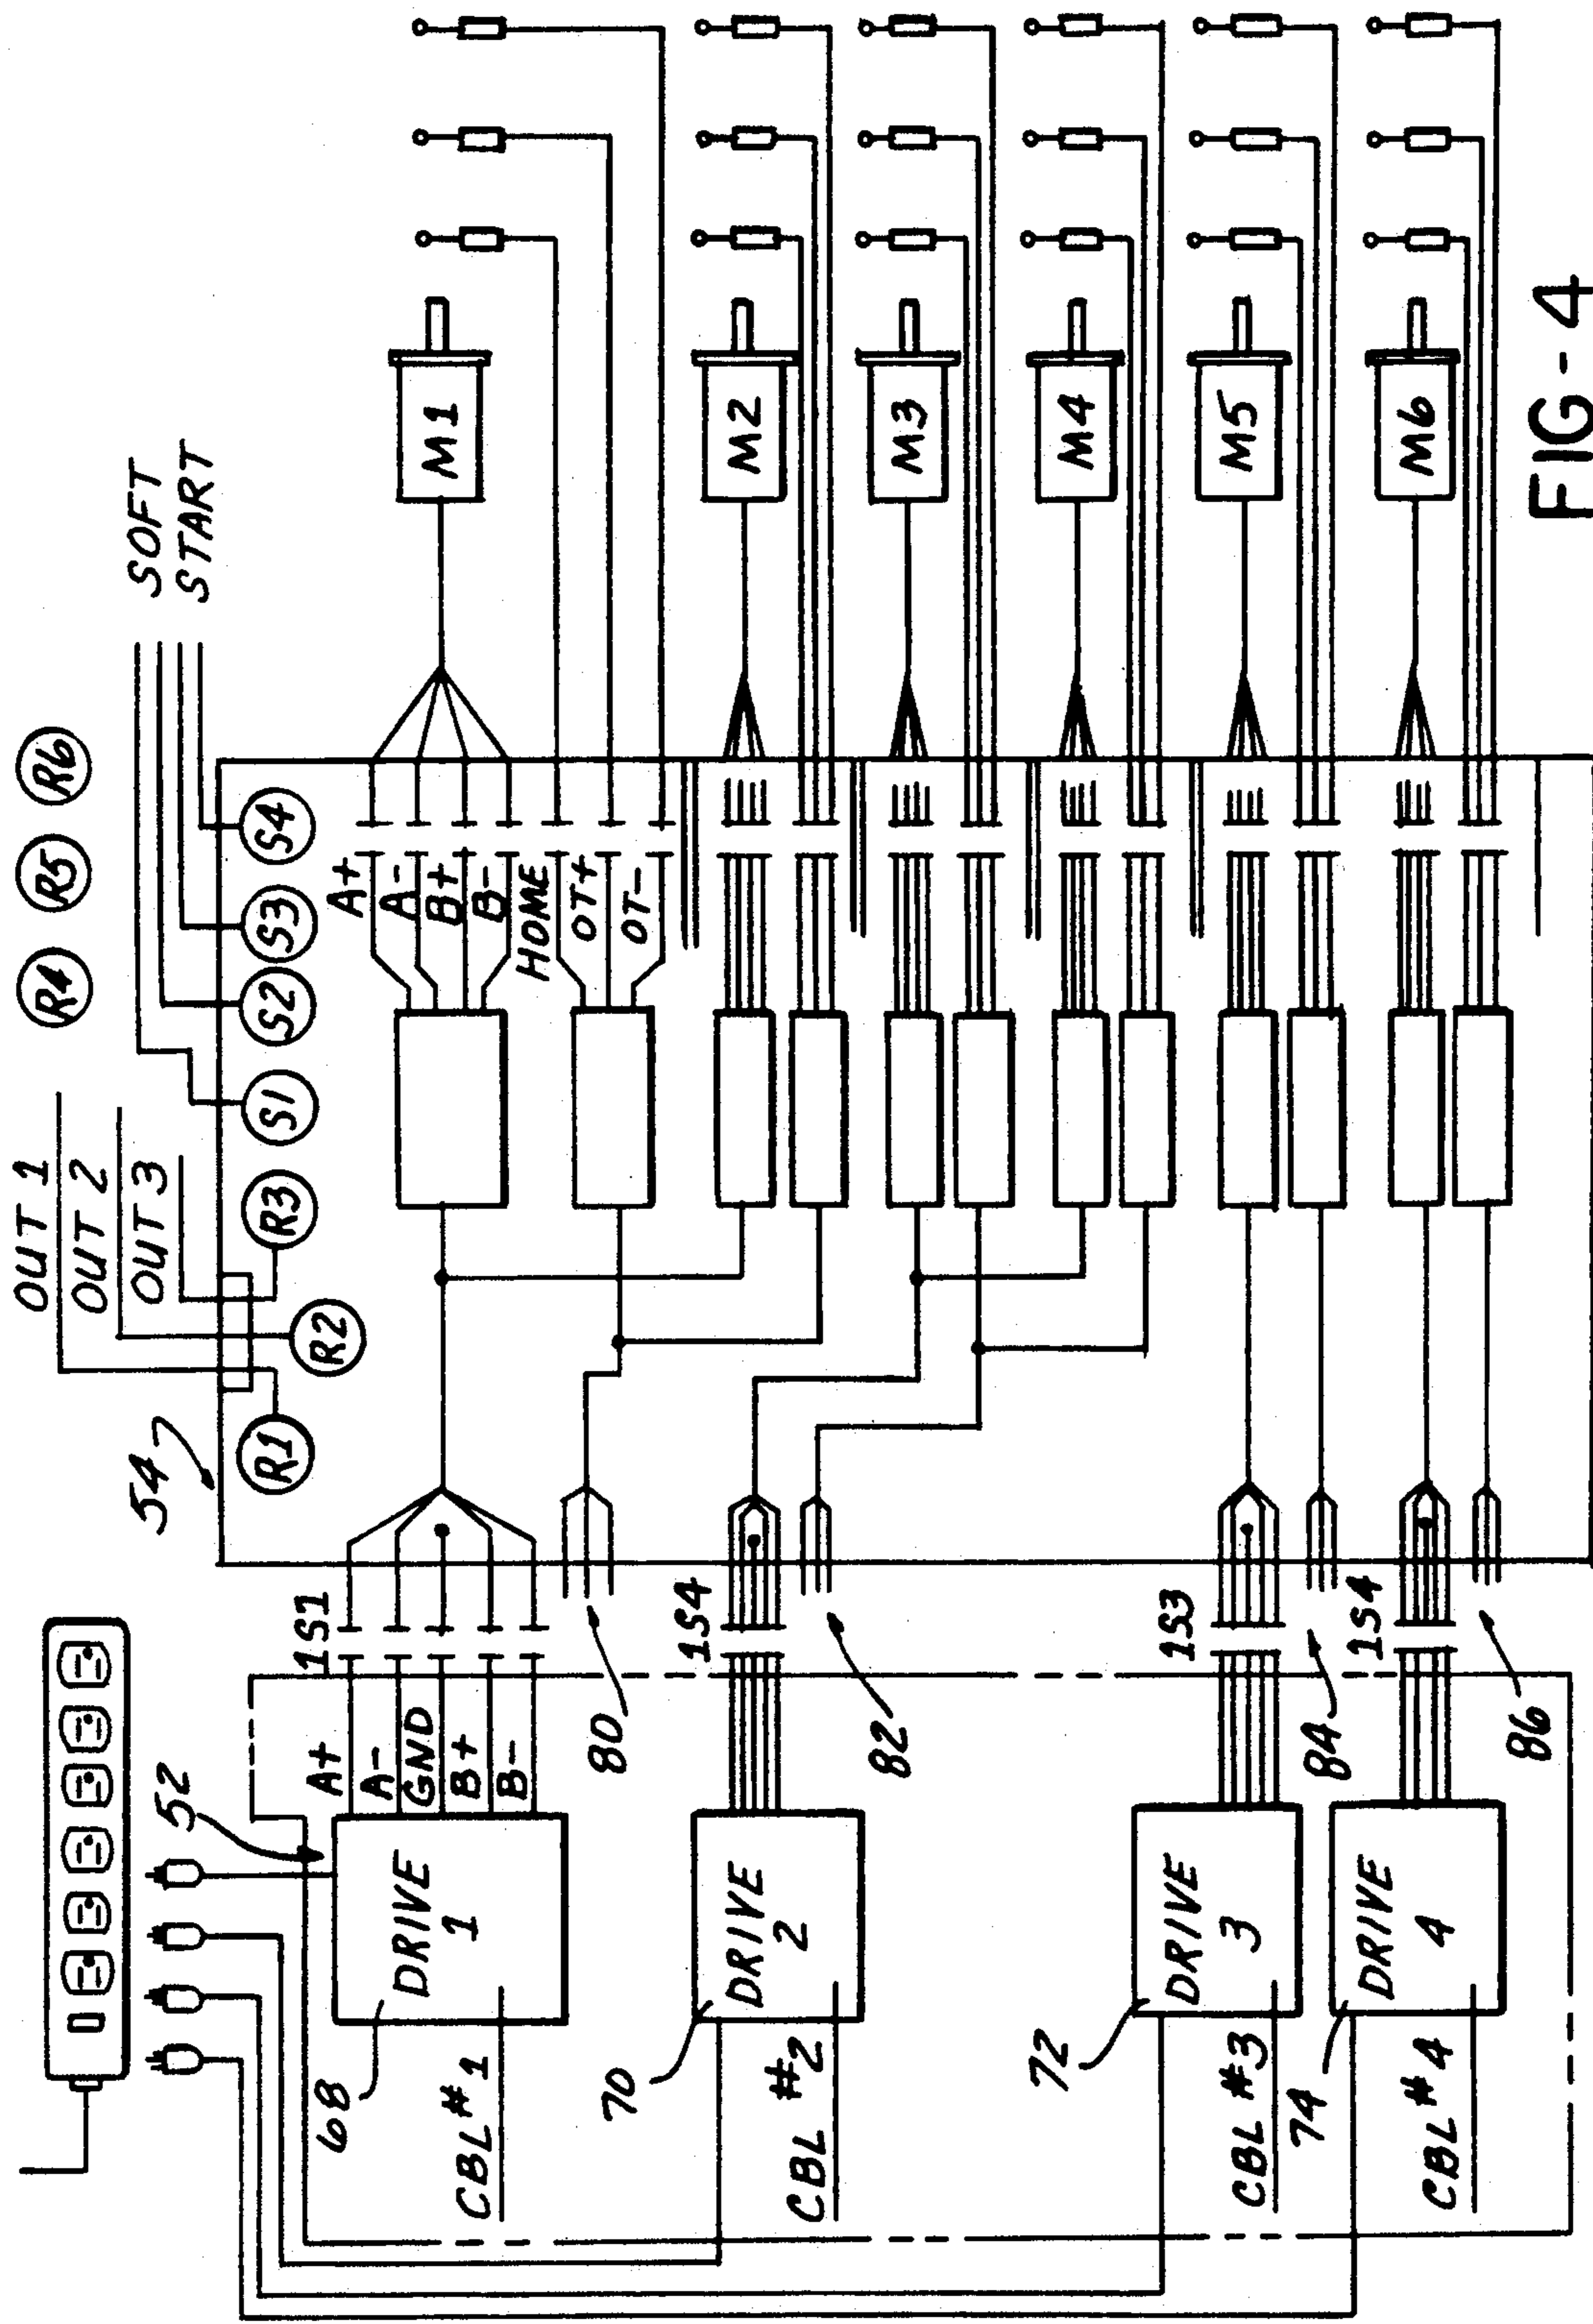 OUT 1
OUT 2
OUT 3
R4
R5
R6
SOFT
START
54
R1
R2
R3
S1
S2
S3
S4
52
A+
A-
GND
B+
B-
1S1
A+
A-
B+
B-
HOME
OT+
OT-
M1
68
DRIVE
1
CBL #1
80
M2
70
DRIVE
2
CBL #2
1S4
82
M3
M4
72
DRIVE
3
CBL #3
1S3
84
M5
74
DRIVE
4
CBL #4
1S4
86
M6
FIG-4